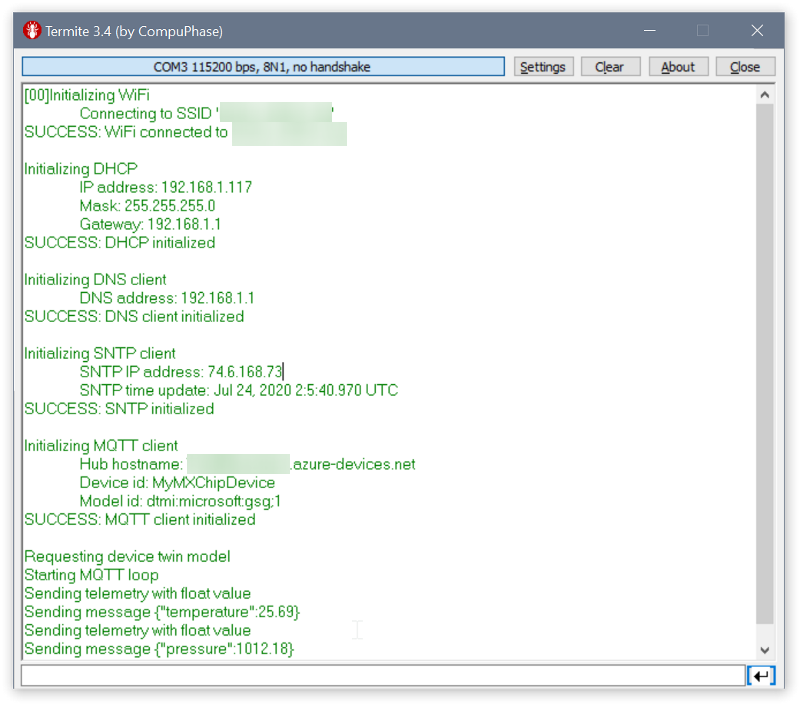 Termite 3.4 (by CompuPhase)
COM3 115200 bps, 8N1, no handshake Settings Clear About Close
[00]Initializing WiFi
Connecting to SSID ' '
SUCCESS: WiFi connected to
Initializing DHCP
IP address: 192.168.1.117
Mask: 255.255.255.0
Gateway: 192.168.1.1
SUCCESS: DHCP initialized
Initializing DNS client
DNS address: 192.168.1.1
SUCCESS: DNS client initialized
Initializing SNTP client
SNTP IP address: 74.6.168.73
SNTP time update: Jul 24, 2020 2:5:40.970 UTC
SUCCESS: SNTP initialized
Initializing MQTT client
Hub hostname: .azure-devices.net
Device id: MyMXChipDevice
Model id: dtmi:microsoft:gsg;1
SUCCESS: MQTT client initialized
Requesting device twin model
Starting MQTT loop
Sending telemetry with float value
Sending message {"temperature":25.69}
Sending telemetry with float value
Sending message {"pressure":1012.18}